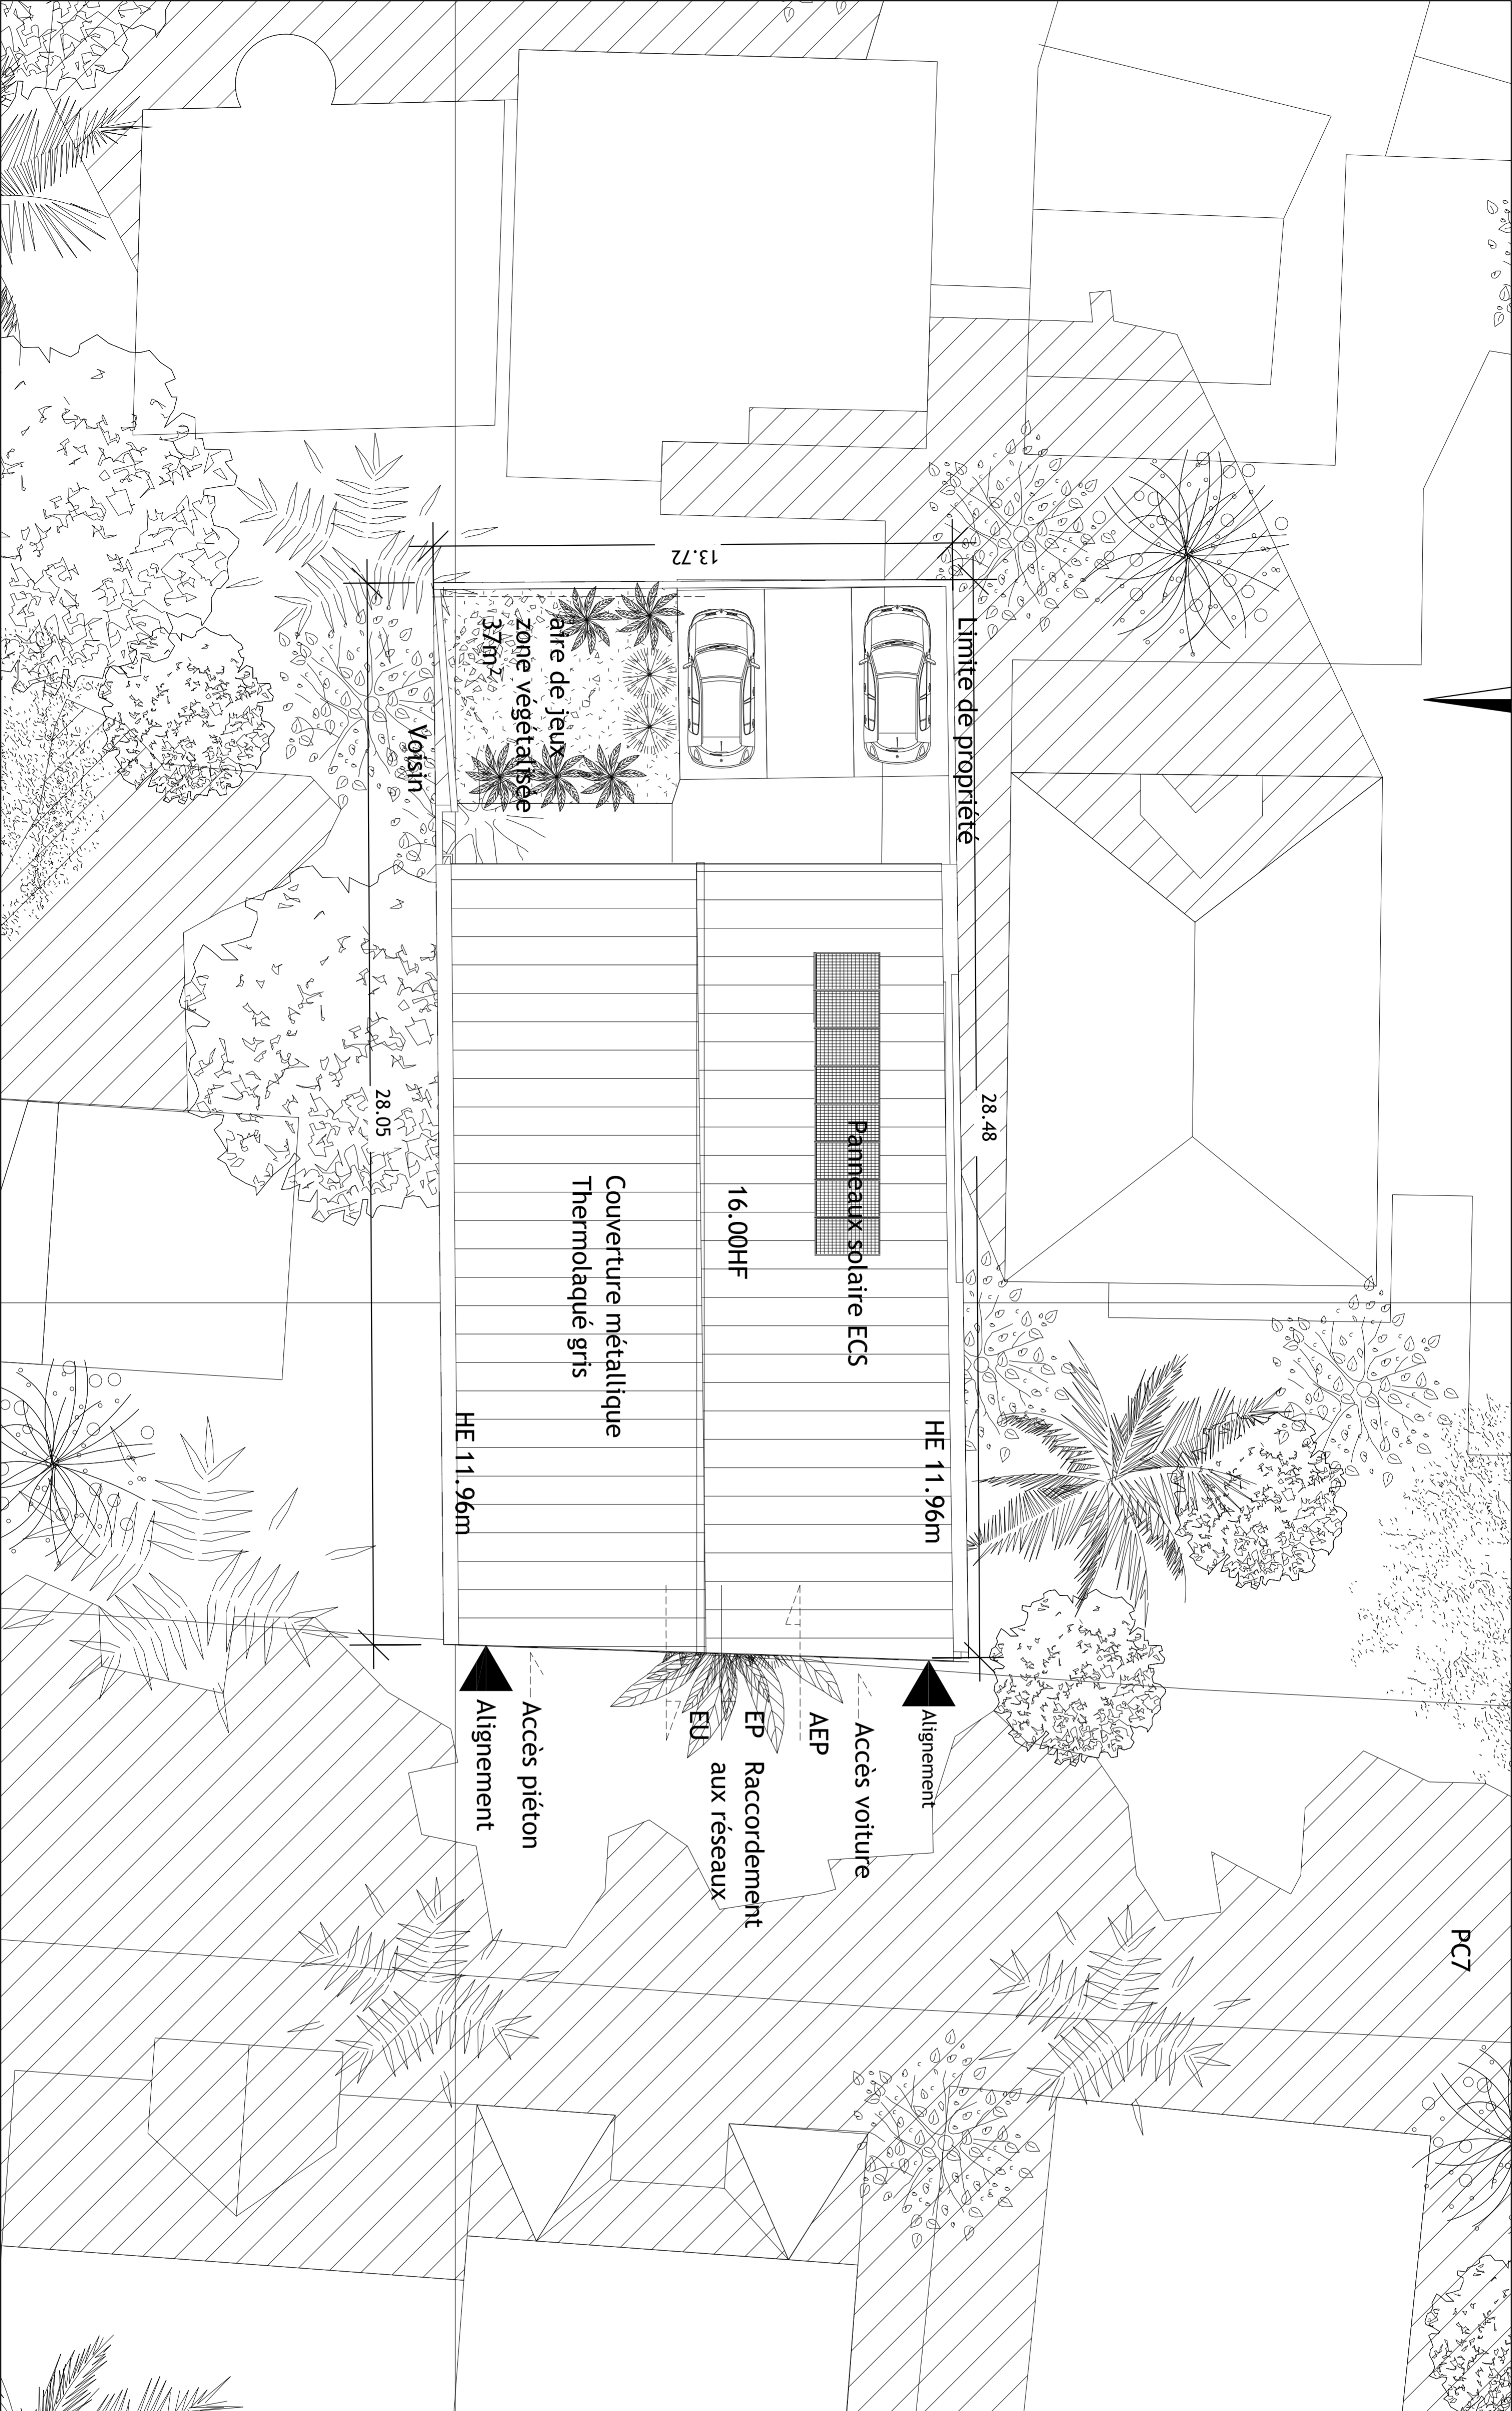 PC7
28.48
Limite de propriété
HE 11.96m
Alignement
Panneaux solaire ECS
Accès voiture
AEP
16.00HF
13.72
EP
Raccordement
aux réseaux
EU
Couverture métallique
Thermolaqué gris
aire de jeux
zone végétalisée
37m²
Accès piéton
HE 11.96m
Alignement
Voisin
28.05